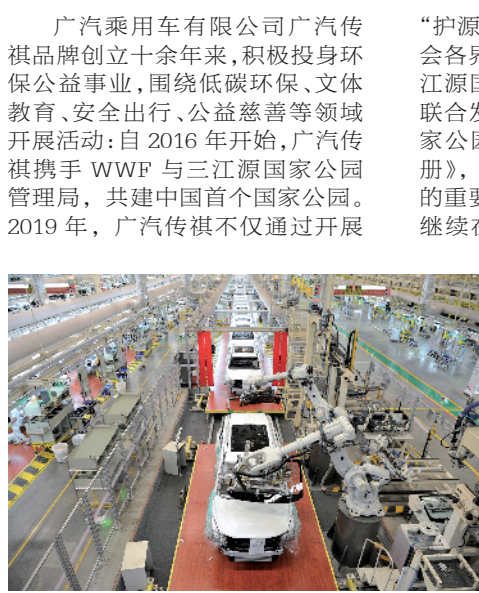 广汽乘用车有限公司广汽传
祺品牌创立十余年来，积极投身环
保公益事业，围绕低碳环保、文体
教育、安全出行、公益慈善等领域
开展活动：自 2016 年开始，广汽传
祺携手 WWF 与三江源国家公园
管理局，共建中国首个国家公园。
2019 年，广汽传祺不仅通过开展
“护源
会各界
江源国
联合发
家公园
册》，
的重要
继续在